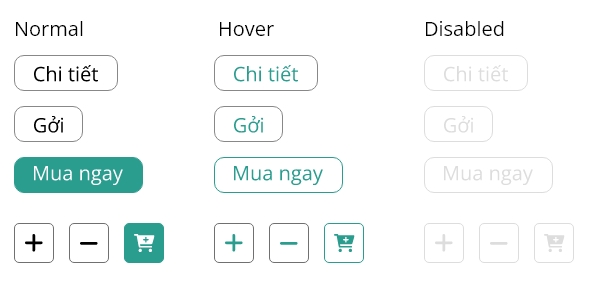 Normal Hover Disabled
Chi tiết Chi tiết Chi tiết
Gởi Gởi Gởi
Mua ngay Mua ngay Mua ngay